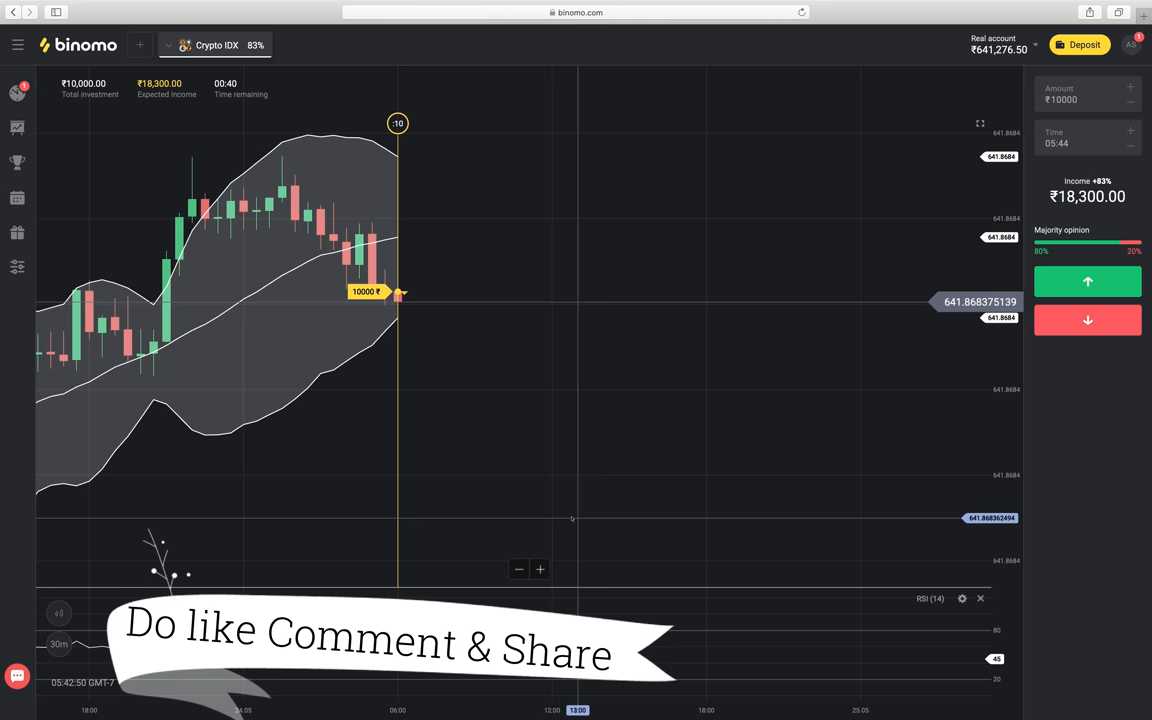 binomo.com
binomo
Crypto IDX 83%
Real account
₹641,276.50
Deposit
AS
1
1
₹10,000.00
Total investment
₹18,300.00
Expected income
00:40
Time remaining
:10
Amount
₹10000
Time
05:44
Income +83%
₹18,300.00
Majority opinion
80%
20%
641.8684
641.8684
641.8684
641.8684
10000 ₹
641.868375139
641.8684
641.8684
641.8684
641.868362494
641.8684
RSI (14)
80
45
20
30m
Do like Comment & Share
05:42:50 GMT-7
18:00
24.05
06:00
12:00
13:00
18:00
25.05